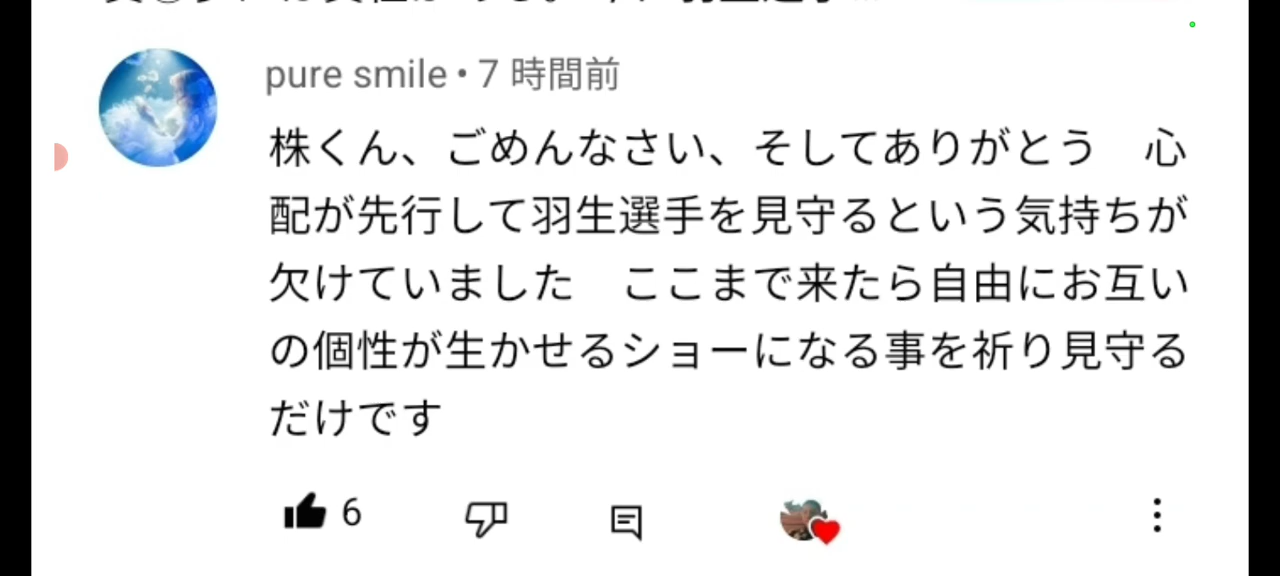 pure smile • 7 時間前
株くん、ごめんなさい、そしてありがとう　心
配が先行して羽生選手を見守るという気持ちが
欠けていました　ここまで来たら自由にお互い
の個性が生かせるショーになる事を祈り見守る
だけです
6